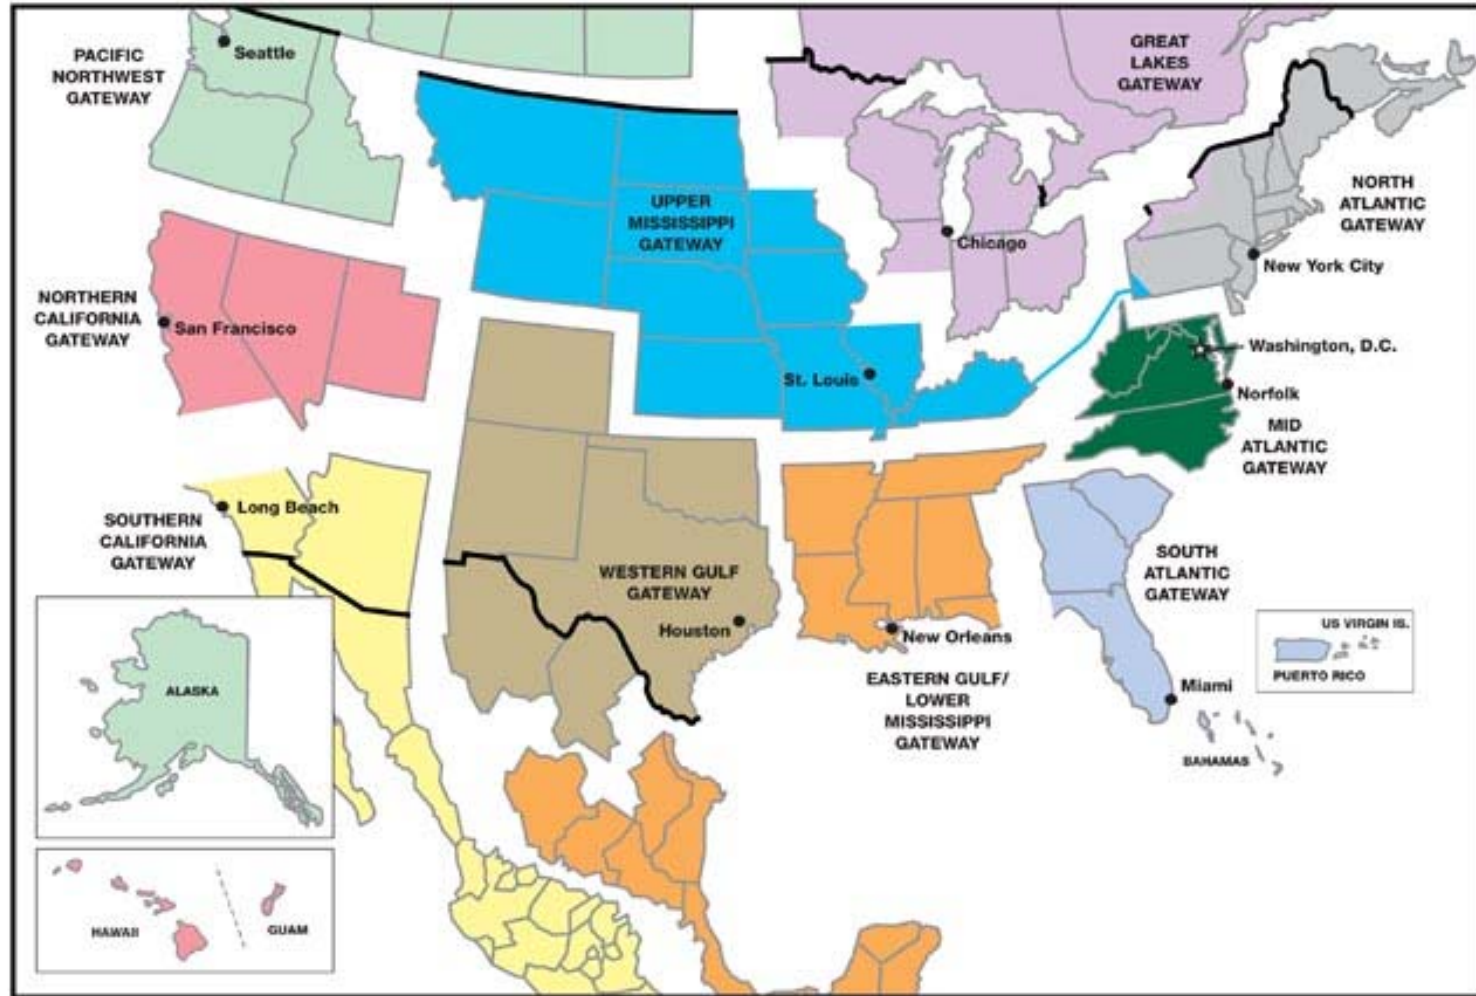 PACIFIC
NORTHWEST
GATEWAY
Seattle
GREAT
LAKES
GATEWAY
UPPER
MISSISSIPPI
GATEWAY
Chicago
NORTH
ATLANTIC
GATEWAY
New York City
NORTHERN
CALIFORNIA
GATEWAY
San Francisco
St. Louis
Washington, D.C.
Norfolk
MID
ATLANTIC
GATEWAY
Long Beach
SOUTHERN
CALIFORNIA
GATEWAY
WESTERN GULF
GATEWAY
Houston
New Orleans
EASTERN GULF/
LOWER
MISSISSIPPI
GATEWAY
SOUTH
ATLANTIC
GATEWAY
Miami
BAHAMAS
US VIRGIN IS.
PUERTO RICO
ALASKA
HAWAII
GUAM